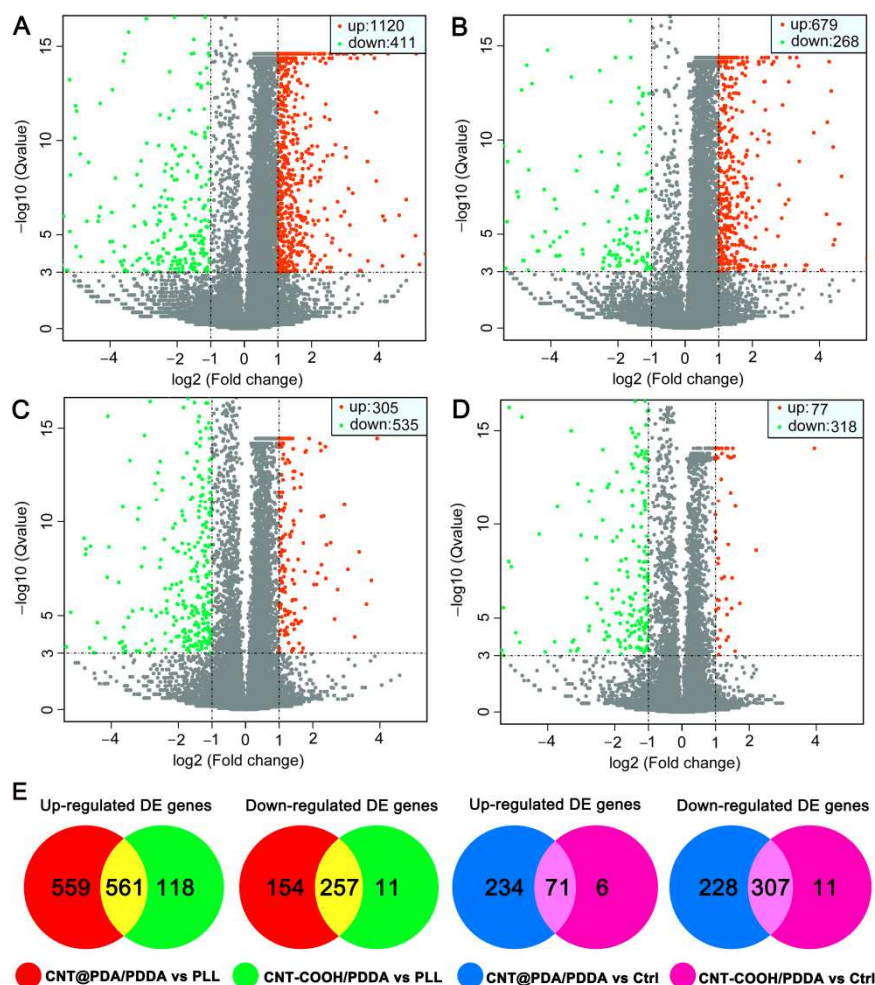 A
up:1120
down:411
15
10
5
3
0
−log10 (Qvalue)
−4 −2 −1 0 1 2 4
log2 (Fold change)
B
up:679
down:268
15
10
5
3
0
−log10 (Qvalue)
−4 −2 −1 0 1 2 4
log2 (Fold change)
C
up:305
down:535
15
10
5
3
0
−log10 (Qvalue)
−4 −2 −1 0 1 2 4
log2 (Fold change)
D
up:77
down:318
15
10
5
3
0
−log10 (Qvalue)
−4 −2 −1 0 1 2 4
log2 (Fold change)
E
Up-regulated DE genes
Down-regulated DE genes
Up-regulated DE genes
Down-regulated DE genes
559 561 118
154 257 11
234 71 6
228 307 11
CNT@PDA/PDDA vs PLL
CNT-COOH/PDDA vs PLL
CNT@PDA/PDDA vs Ctrl
CNT-COOH/PDDA vs Ctrl